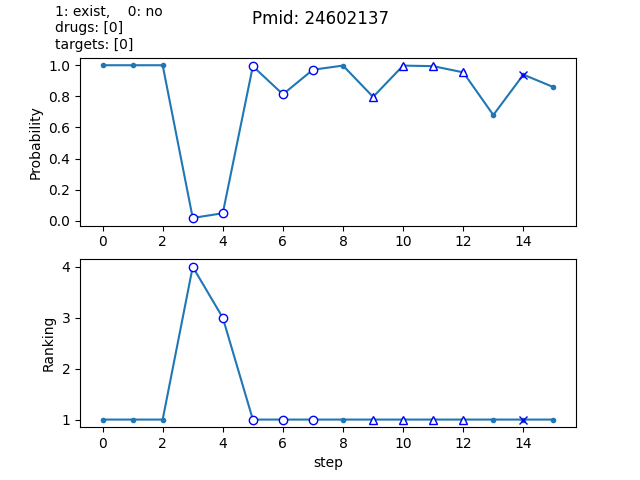 1: exist,    0: no
drugs: [0]
targets: [0]
Pmid: 24602137
1.0
0.8
0.6
0.4
0.2
0.0
Probability
0 2 4 6 8 10 12 14
4
3
2
1
Ranking
0 2 4 6 8 10 12 14
step